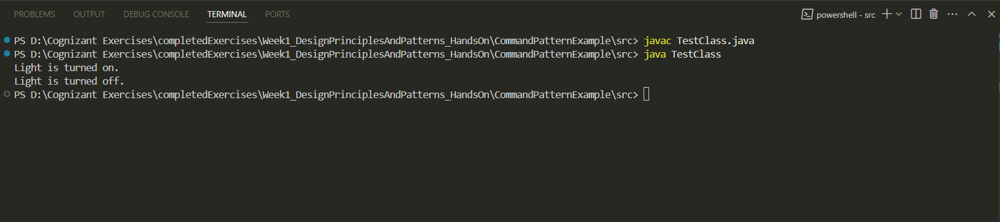 PROBLEMS OUTPUT DEBUG CONSOLE TERMINAL PORTS powershell - src
PS D:\Cognizant Exercises\completedExercises\Week1_DesignPrinciplesAndPatterns_HandsOn\CommandPatternExample\src> javac TestClass.java
PS D:\Cognizant Exercises\completedExercises\Week1_DesignPrinciplesAndPatterns_HandsOn\CommandPatternExample\src> java TestClass
Light is turned on.
Light is turned off.
PS D:\Cognizant Exercises\completedExercises\Week1_DesignPrinciplesAndPatterns_HandsOn\CommandPatternExample\src>